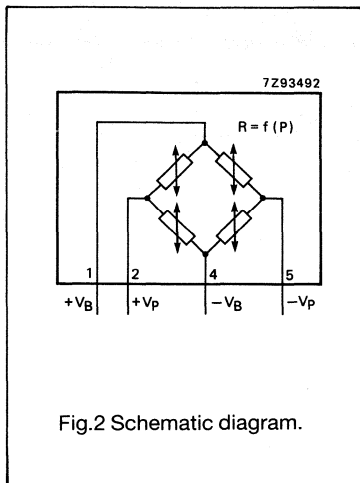 7Z93492
R = f (P)
1 2 4 5
+VB +VP −VB −VP
Fig.2 Schematic diagram.